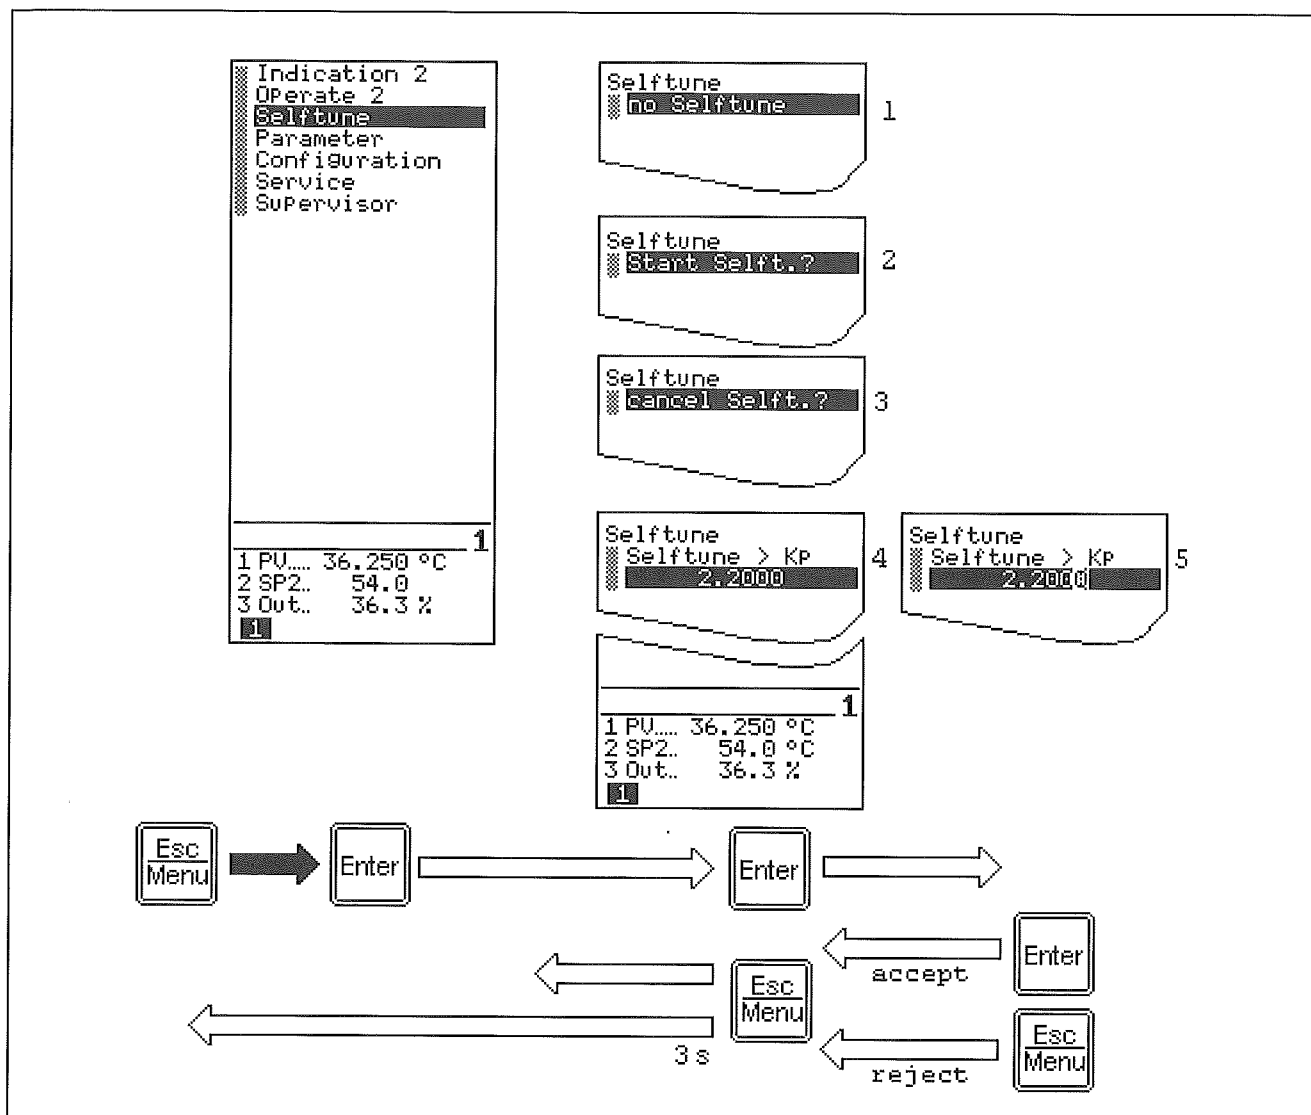 Indication 2
Operate 2
Selftune
Parameter
Configuration
Service
Supervisor
1
1 PV..... 36.250 °C
2 SP2.. 54.0
3 Out.. 36.3 %
1
Selftune
no Selftune
1
Selftune
Start Selft.?
2
Selftune
cancel Selft.?
3
Selftune
Selftune > Kp
2.2000
4
Selftune
Selftune > Kp
2.2000
5
1
1 PV..... 36.250 °C
2 SP2.. 54.0 °C
3 Out.. 36.3 %
1
Esc
Menu
Enter
Enter
accept
Enter
Esc
Menu
3 s
reject
Esc
Menu